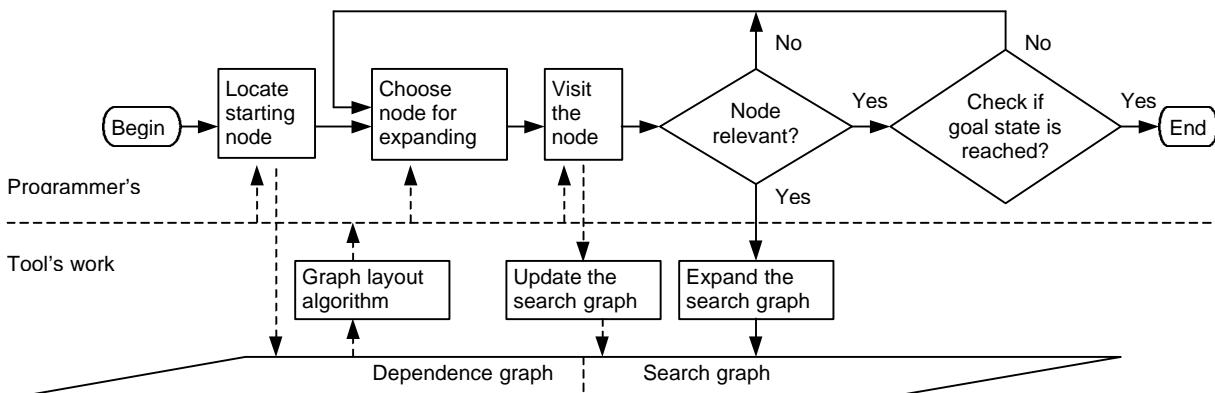 No
No
Locate
starting
node
Choose
node for
expanding
Visit
the
node
Begin
Node
relevant?
Yes
Check if
goal state is
reached?
Yes
End
Programmer's
Yes
Tool's work
Graph layout
algorithm
Update the
search graph
Expand the
search graph
Dependence graph
Search graph